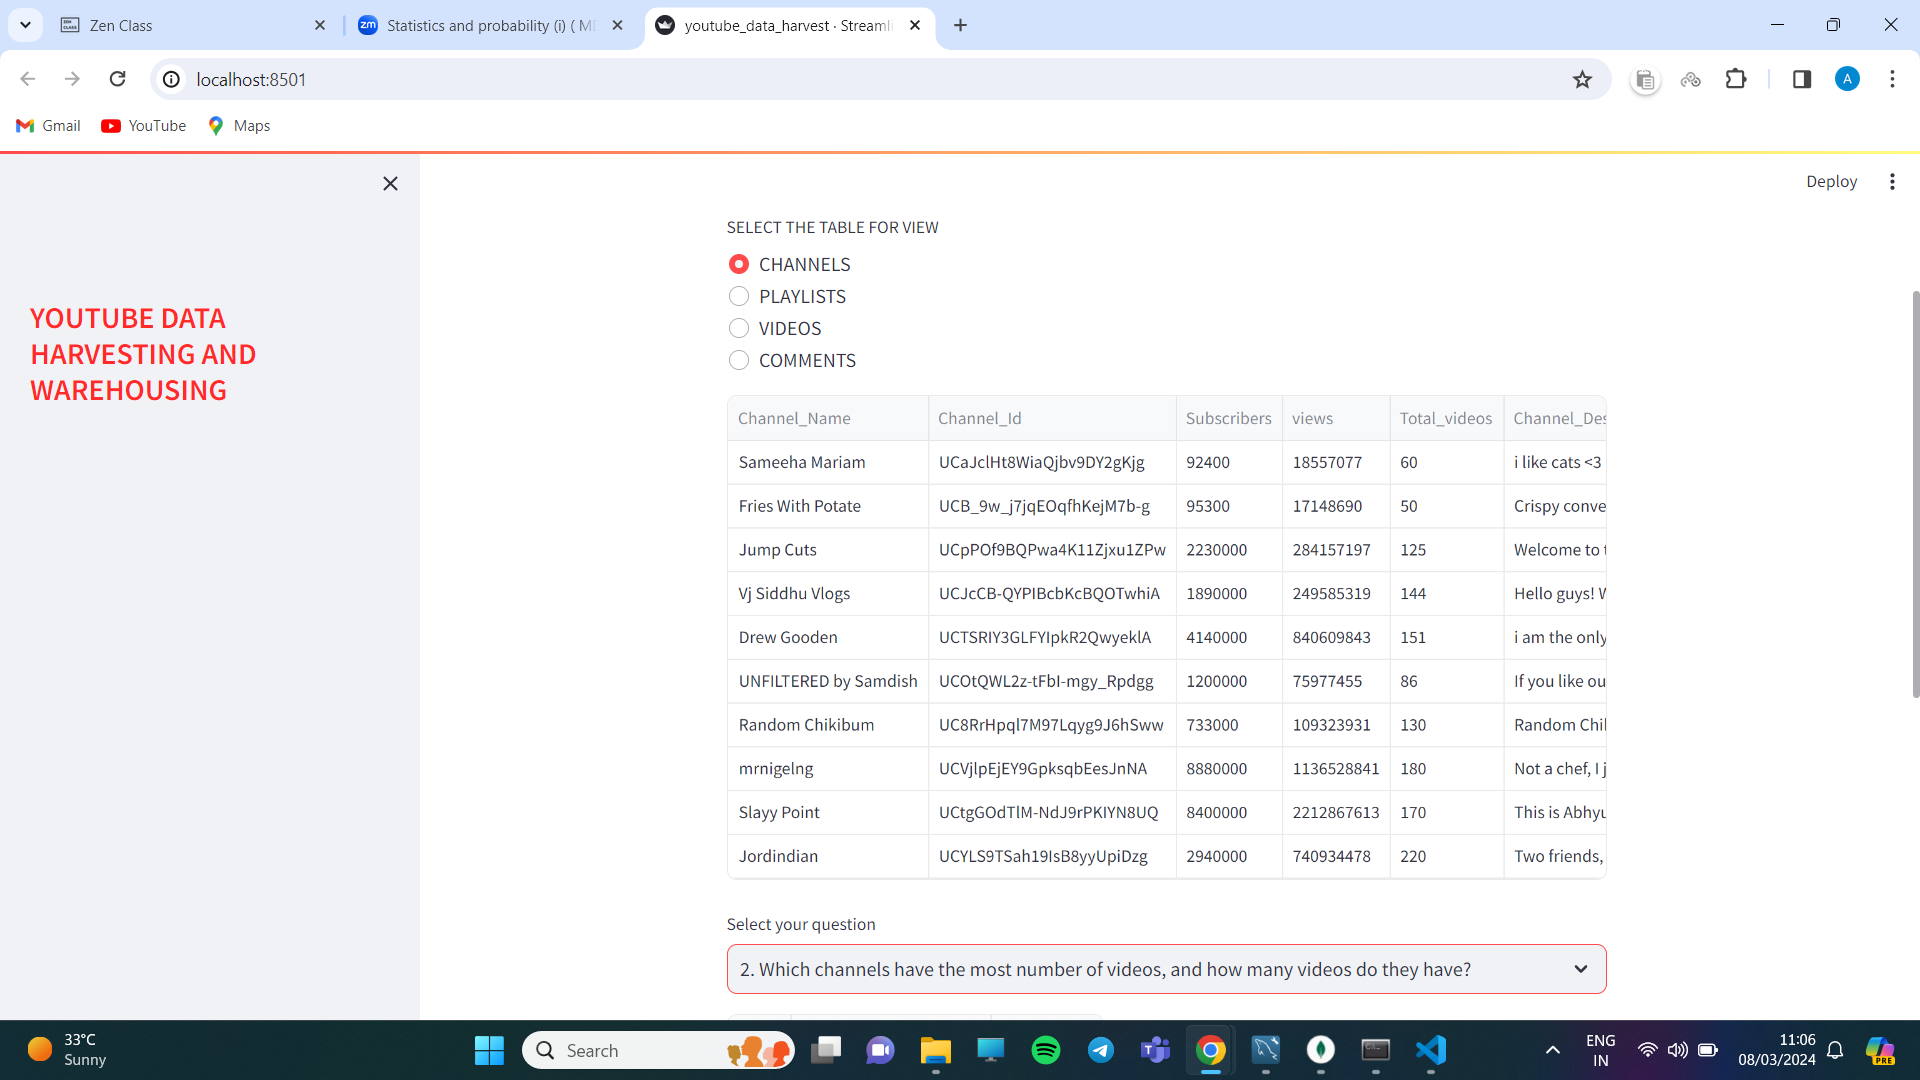 Zen Class
Statistics and probability (i) ( M
youtube_data_harvest · Streamli
localhost:8501
Gmail
YouTube
Maps
Deploy
YOUTUBE DATA
HARVESTING AND
WAREHOUSING
SELECT THE TABLE FOR VIEW
CHANNELS
PLAYLISTS
VIDEOS
COMMENTS
Channel_Name Channel_Id Subscribers views Total_videos Channel_Des
Sameeha Mariam UCaJclHt8WiaQjbv9DY2gKjg 92400 18557077 60 i like cats <3
Fries With Potate UCB_9w_j7jqEOqfhKejM7b-g 95300 17148690 50 Crispy conve
Jump Cuts UCpPOf9BQPwa4K11Zjxu1ZPw 2230000 284157197 125 Welcome to t
Vj Siddhu Vlogs UCJcCB-QYPIBcbKcBQOTwhiA 1890000 249585319 144 Hello guys! W
Drew Gooden UCTSRIY3GLFYIpkR2QwyeklA 4140000 840609843 151 i am the only
UNFILTERED by Samdish UCOtQWL2z-tFbI-mgy_Rpdgg 1200000 75977455 86 If you like ou
Random Chikibum UC8RrHpql7M97Lqyg9J6hSww 733000 109323931 130 Random Chil
mrnigelng UCVjlpEjEY9GpksqbEesJnNA 8880000 1136528841 180 Not a chef, I j
Slayy Point UCtgGOdTlM-NdJ9rPKIYN8UQ 8400000 2212867613 170 This is Abhyu
Jordindian UCYLS9TSah19IsB8yyUpiDzg 2940000 740934478 220 Two friends,
Select your question
2. Which channels have the most number of videos, and how many videos do they have?
33°C
Sunny
Search
ENG
IN
11:06
08/03/2024
PRE